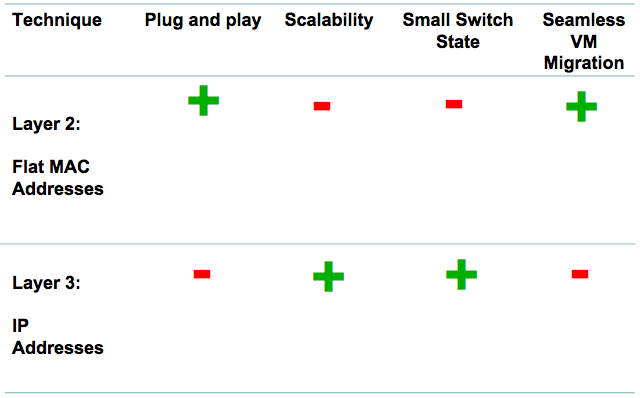 Technique Plug and play Scalability Small Switch State Seamless VM Migration
Layer 2:
Flat MAC
Addresses
+ - - +
Layer 3:
IP
Addresses
- + + -